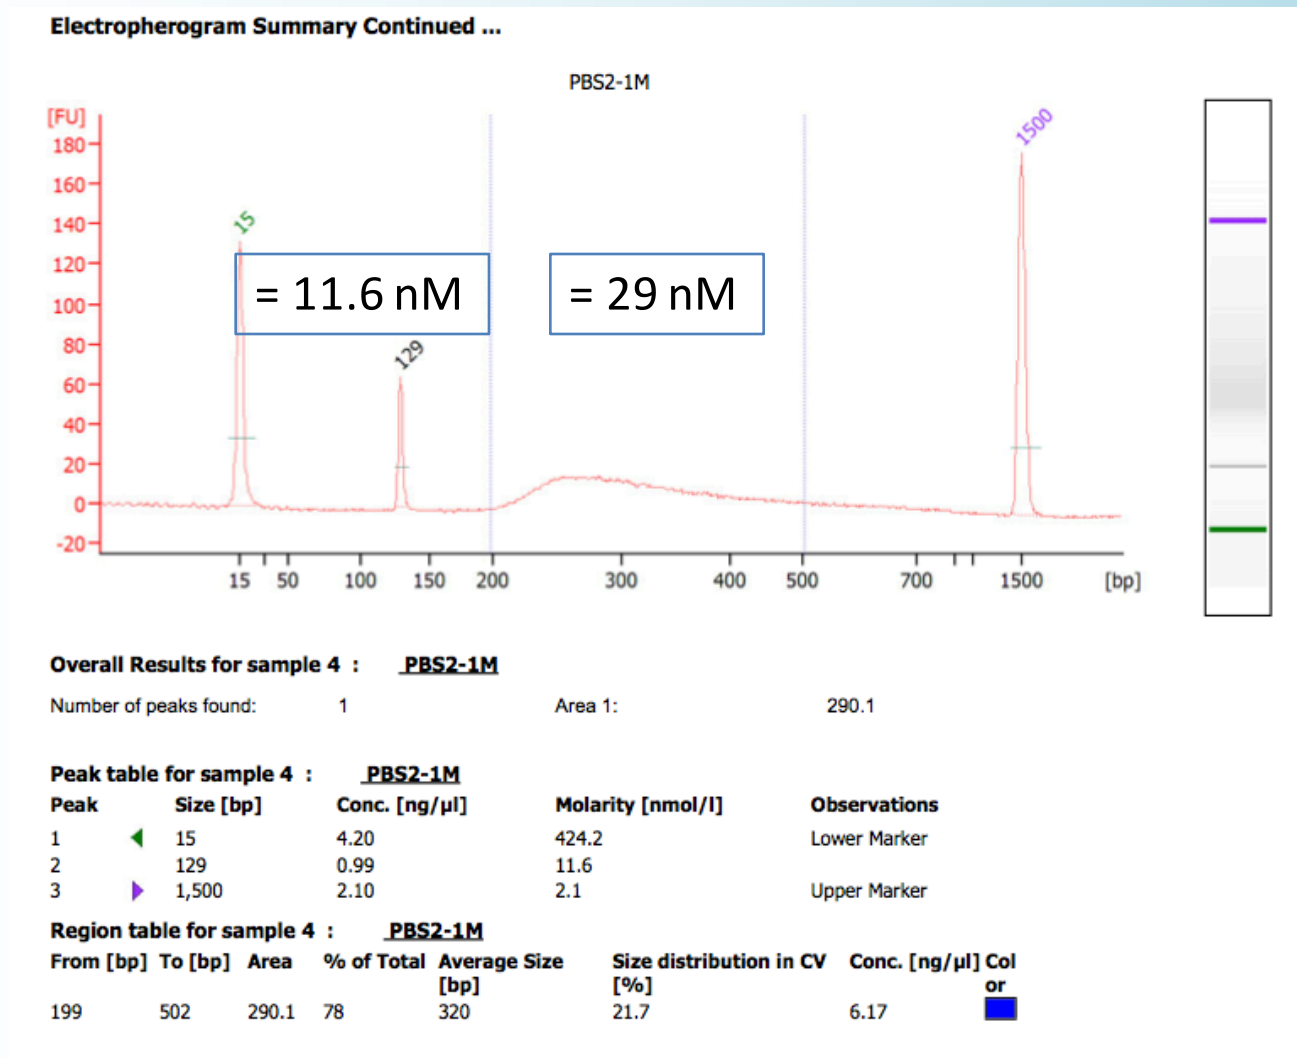 Electropherogram Summary Continued ...
PBS2-1M
[FU]
180
160
140
120
100
80
60
40
20
0
-20
15
= 11.6 nM
129
= 29 nM
1500
15 50 100 150 200 300 400 500 700 1500 [bp]
Overall Results for sample 4 : PBS2-1M
Number of peaks found: 1 Area 1: 290.1
Peak table for sample 4 : PBS2-1M
Peak Size [bp] Conc. [ng/µl] Molarity [nmol/l] Observations
1 15 4.20 424.2 Lower Marker
2 129 0.99 11.6
3 1,500 2.10 2.1 Upper Marker
Region table for sample 4 : PBS2-1M
From [bp] To [bp] Area % of Total Average Size Size distribution in CV Conc. [ng/µl] Col
[bp] [%] or
199 502 290.1 78 320 21.7 6.17